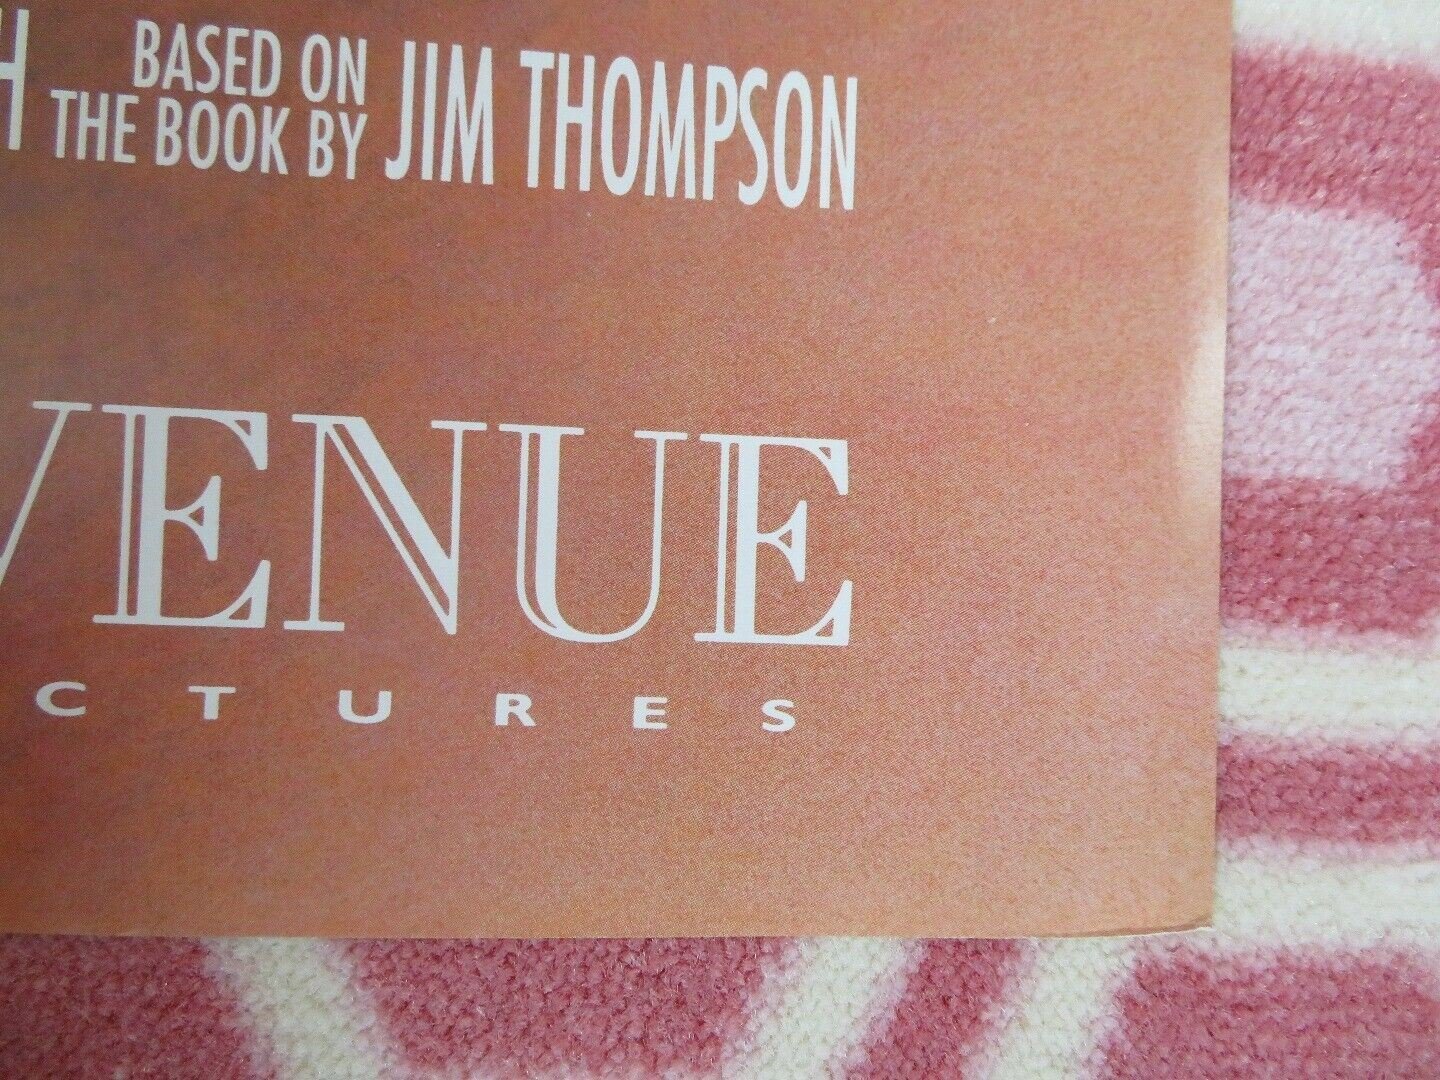 BASED ON
THE BOOK BY JIM THOMPSON
VENUE
CTURES